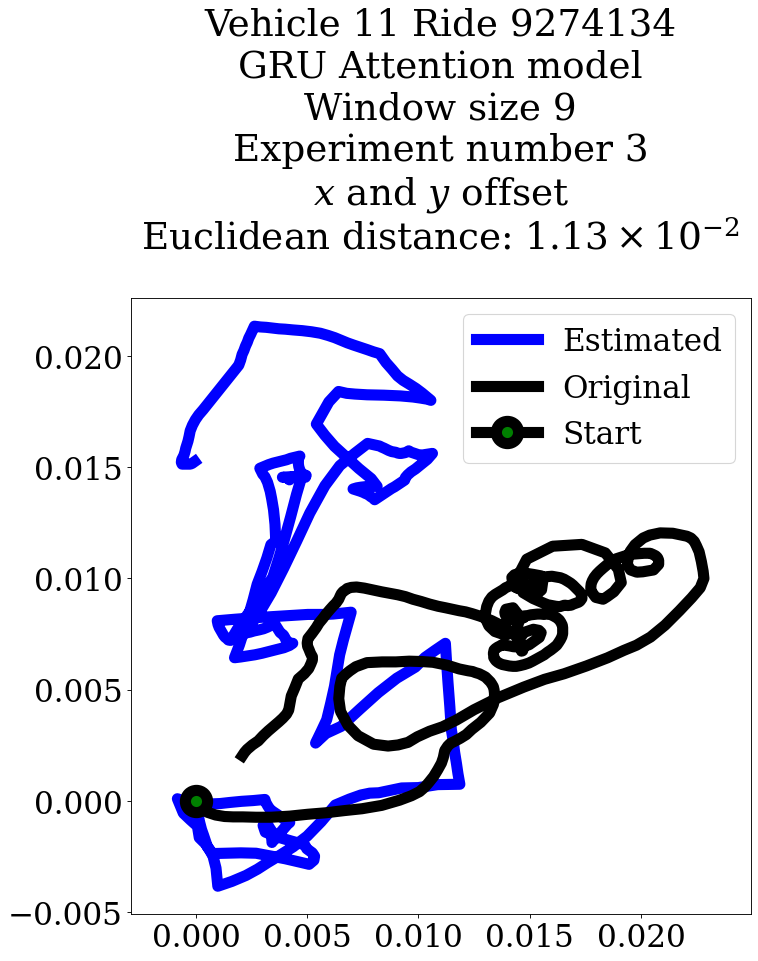 Vehicle 11 Ride 9274134
GRU Attention model
Window size 9
Experiment number 3
x and y offset
Euclidean distance: 1.13 × 10⁻²
Estimated
Original
Start
0.020
0.015
0.010
0.005
0.000
−0.005
0.000 0.005 0.010 0.015 0.020